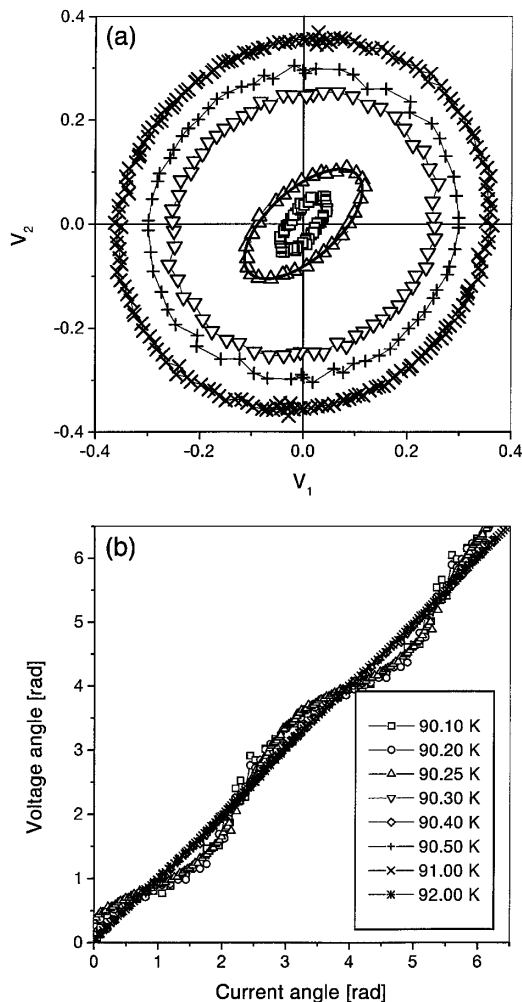 (a)
0.4
0.2
0.0
-0.2
-0.4
V2
-0.4 -0.2 0.0 0.2 0.4
V1
(b)
6
5
4
3
2
1
0
Voltage angle [rad]
90.10 K
90.20 K
90.25 K
90.30 K
90.40 K
90.50 K
91.00 K
92.00 K
0 1 2 3 4 5 6
Current angle [rad]